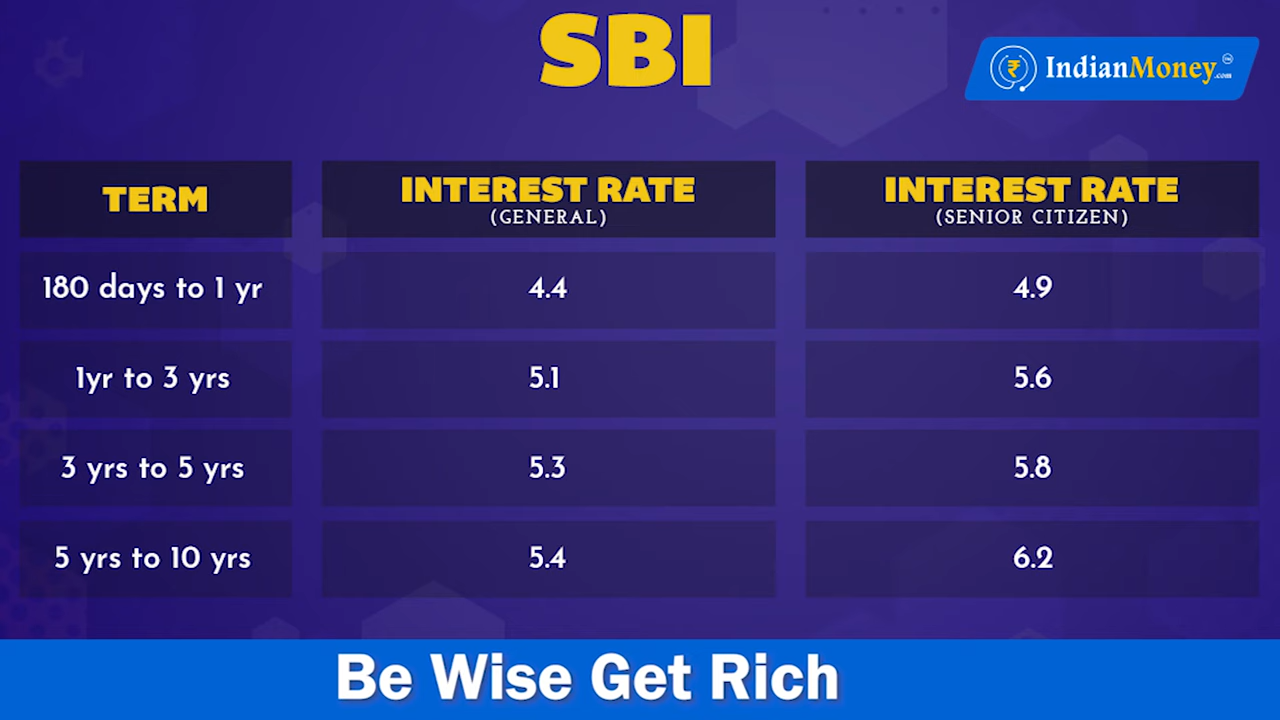 SBI
IndianMoney.com
TERM
INTEREST RATE
(GENERAL)
INTEREST RATE
(SENIOR CITIZEN)
180 days to 1 yr
4.4
4.9
1yr to 3 yrs
5.1
5.6
3 yrs to 5 yrs
5.3
5.8
5 yrs to 10 yrs
5.4
6.2
Be Wise Get Rich